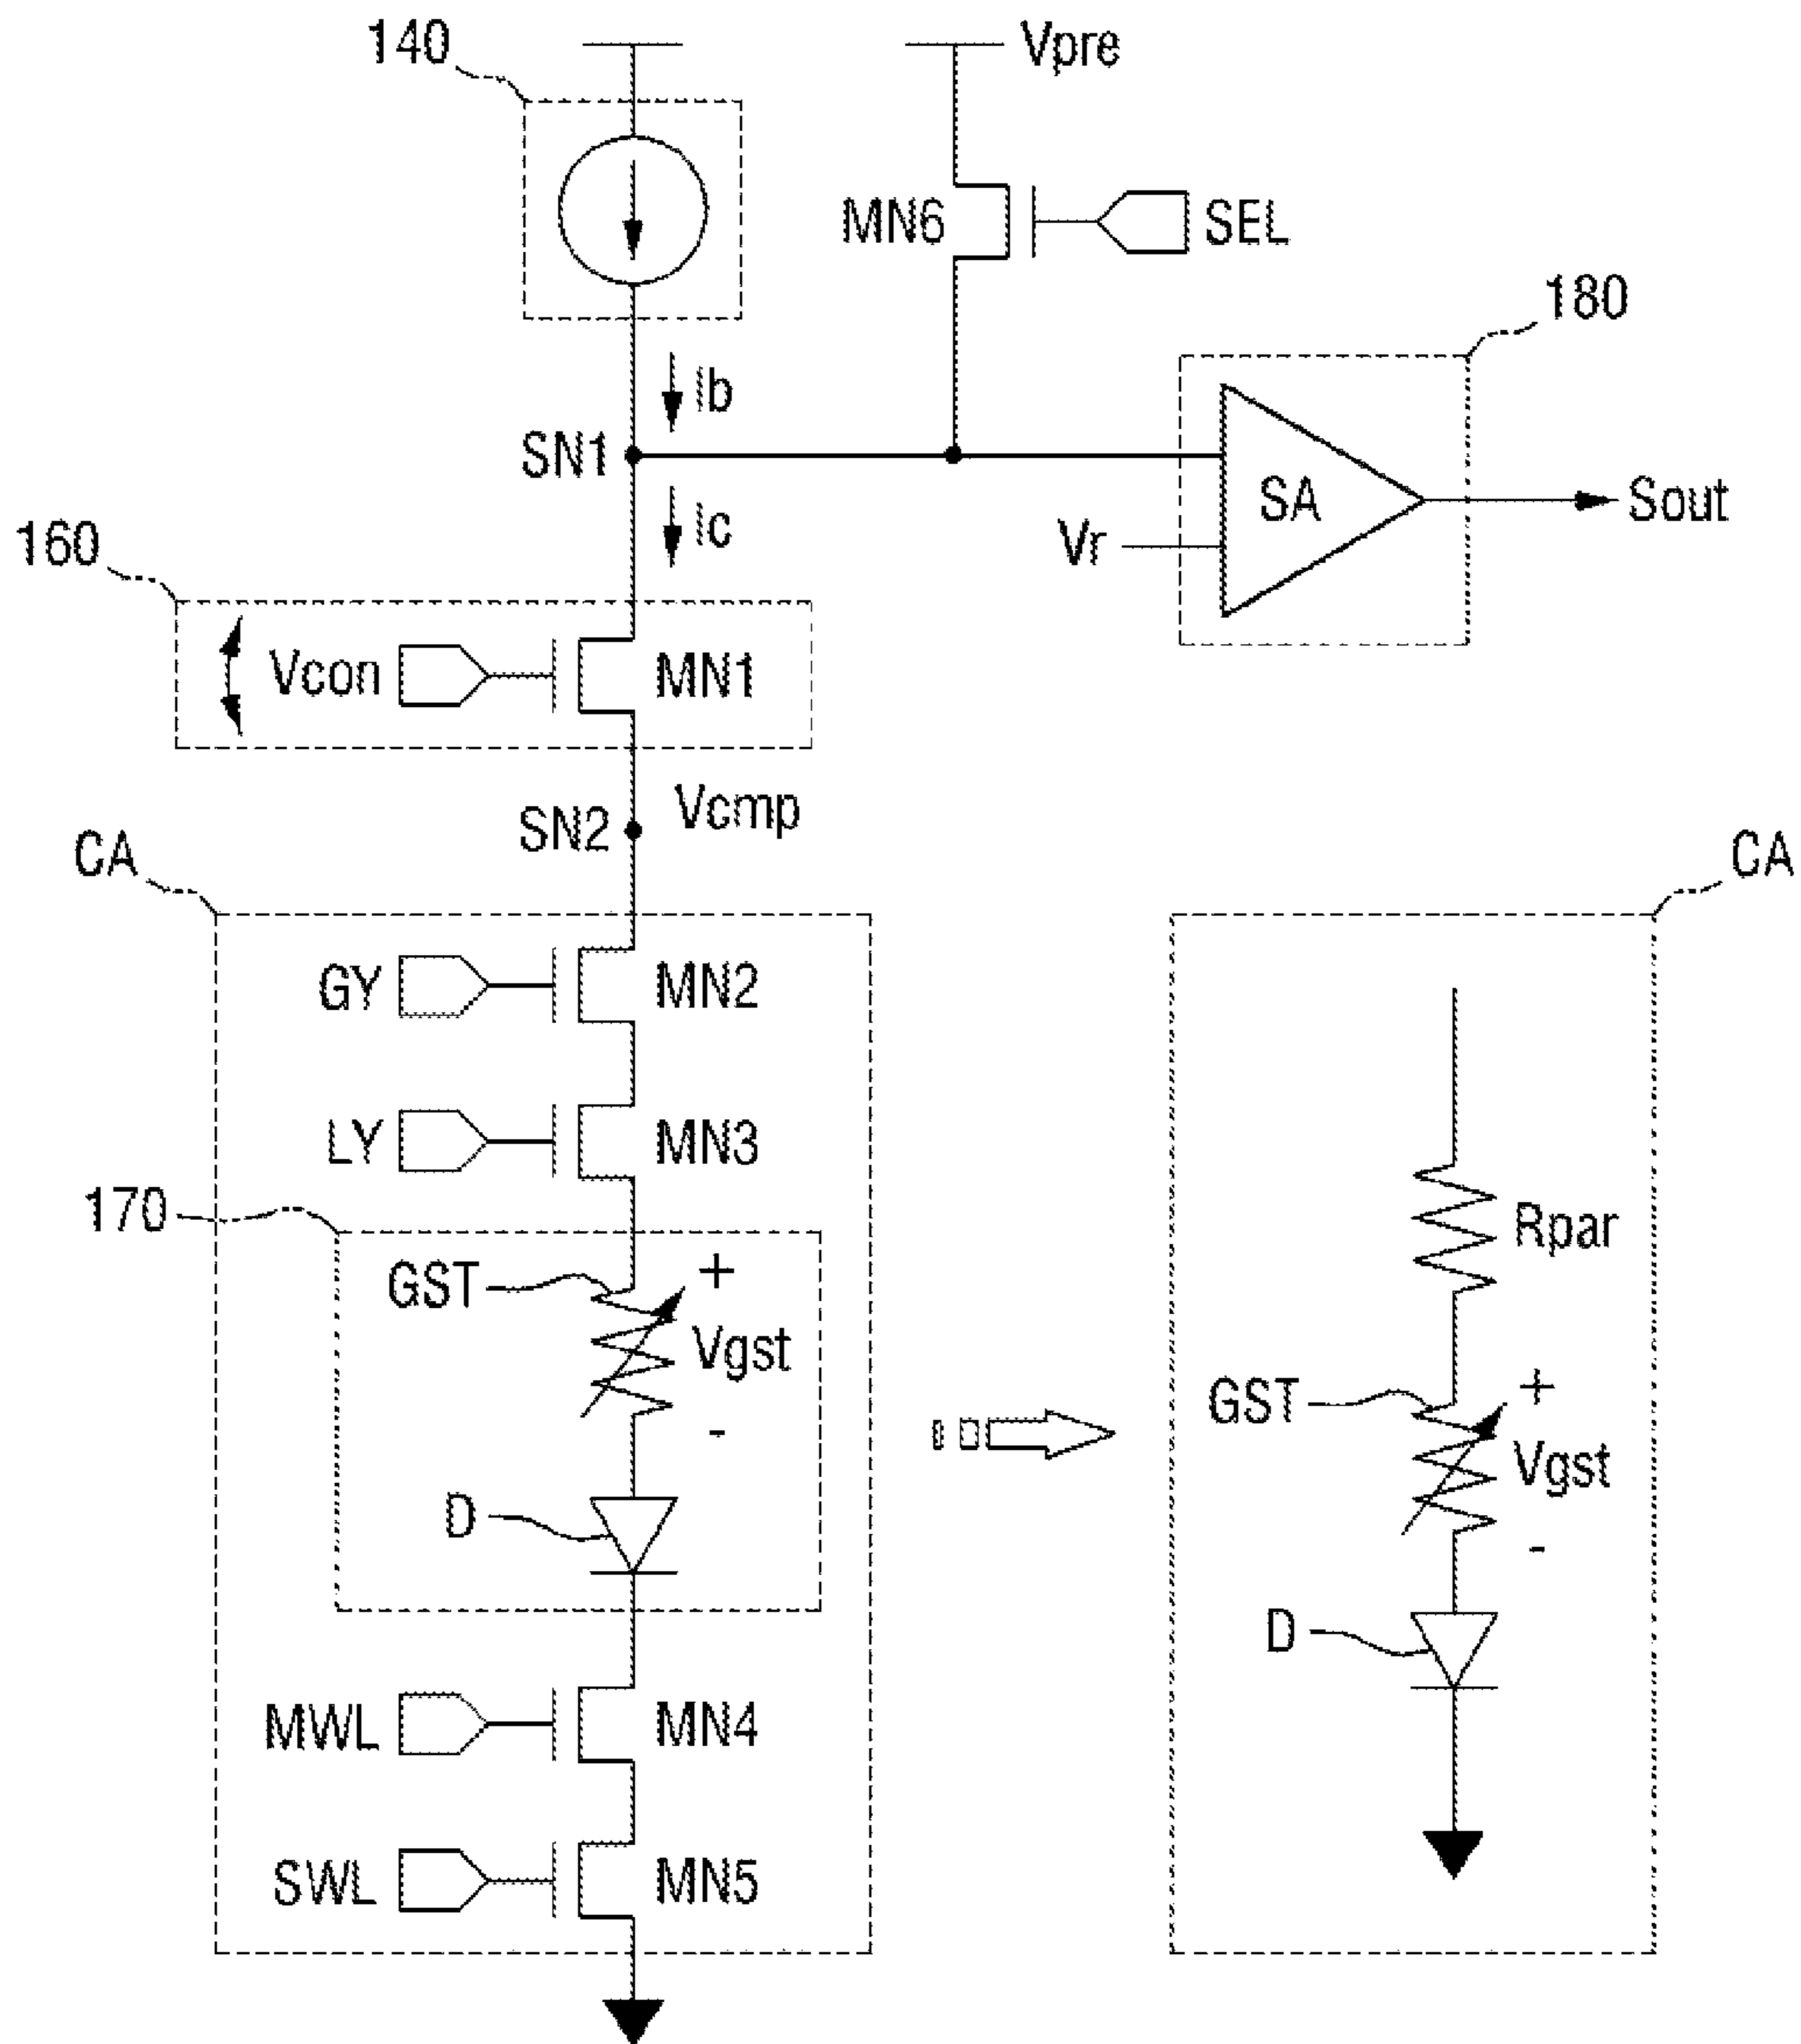 140
Vpre
MN6
SEL
180
Ib
SN1
SA
Sout
Ic
Vr
160
Vcon
MN1
Vcmp
SN2
CA
CA
GY
MN2
LY
MN3
Rpar
170
GST
+
Vgst
-
GST
+
Vgst
-
D
D
MWL
MN4
SWL
MN5